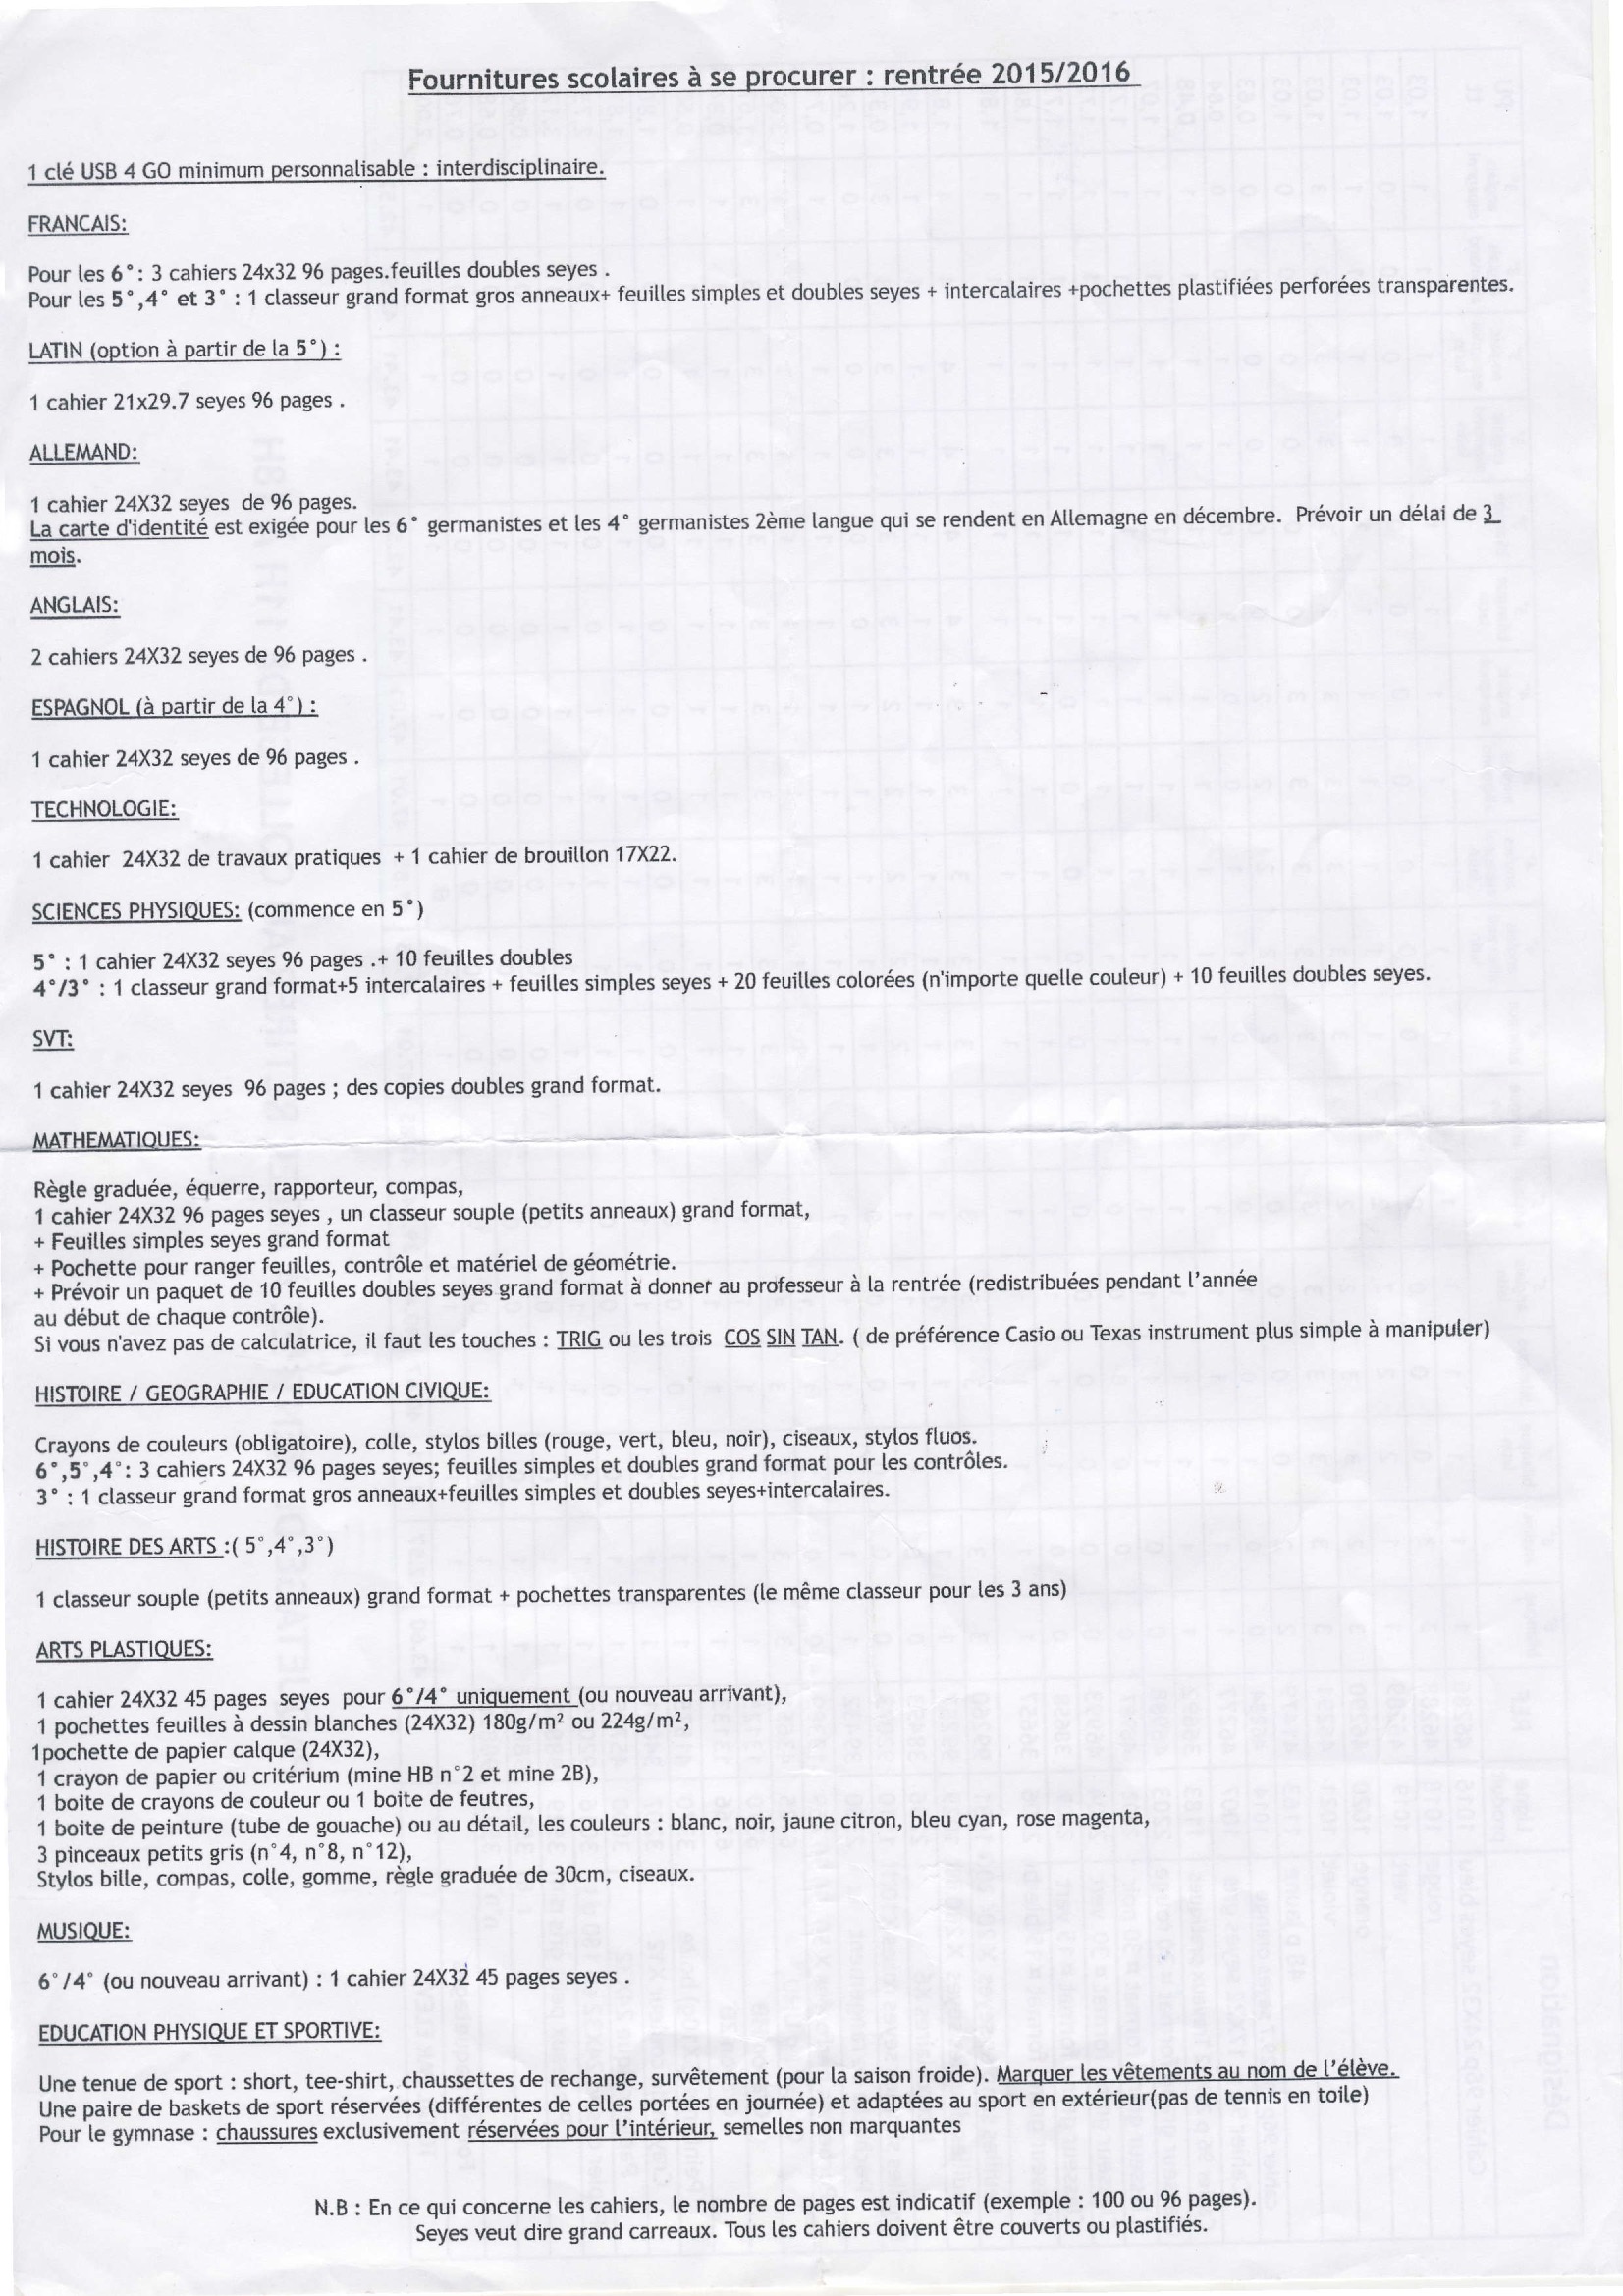 Fournitures scolaires à se procurer : rentrée 2015/2016
1 clé USB 4 GO minimum personnalisable : interdisciplinaire.
FRANCAIS:
Pour les 6°: 3 cahiers 24x32 96 pages.feuilles doubles seyes .
Pour les 5°,4° et 3° : 1 classeur grand format gros anneaux+ feuilles simples et doubles seyes + intercalaires +pochettes plastifiées perforées transparentes.
LATIN (option à partir de la 5°) :
1 cahier 21x29.7 seyes 96 pages .
ALLEMAND:
1 cahier 24X32 seyes de 96 pages.
La carte d'identité est exigée pour les 6° germanistes et les 4° germanistes 2ème langue qui se rendent en Allemagne en décembre. Prévoir un délai de 3
mois.
ANGLAIS:
2 cahiers 24X32 seyes de 96 pages .
ESPAGNOL (à partir de la 4°) :
1 cahier 24X32 seyes de 96 pages .
TECHNOLOGIE:
1 cahier 24X32 de travaux pratiques + 1 cahier de brouillon 17X22.
SCIENCES PHYSIQUES: (commence en 5°)
5° : 1 cahier 24X32 seyes 96 pages .+ 10 feuilles doubles
4°/3° : 1 classeur grand format+5 intercalaires + feuilles simples seyes + 20 feuilles colorées (n'importe quelle couleur) + 10 feuilles doubles seyes.
SVT:
1 cahier 24X32 seyes 96 pages ; des copies doubles grand format.
MATHEMATIQUES:
Règle graduée, équerre, rapporteur, compas,
1 cahier 24X32 96 pages seyes , un classeur souple (petits anneaux) grand format,
+ Feuilles simples seyes grand format
+ Pochette pour ranger feuilles, contrôle et matériel de géométrie.
+ Prévoir un paquet de 10 feuilles doubles seyes grand format à donner au professeur à la rentrée (redistribuées pendant l'année
au début de chaque contrôle).
Si vous n'avez pas de calculatrice, il faut les touches : TRIG ou les trois COS SIN TAN. ( de préférence Casio ou Texas instrument plus simple à manipuler)
HISTOIRE / GEOGRAPHIE / EDUCATION CIVIQUE:
Crayons de couleurs (obligatoire), colle, stylos billes (rouge, vert, bleu, noir), ciseaux, stylos fluos.
6°,5°,4°: 3 cahiers 24X32 96 pages seyes; feuilles simples et doubles grand format pour les contrôles.
3° : 1 classeur grand format gros anneaux+feuilles simples et doubles seyes+intercalaires.
HISTOIRE DES ARTS :( 5°,4°,3°)
1 classeur souple (petits anneaux) grand format + pochettes transparentes (le même classeur pour les 3 ans)
ARTS PLASTIQUES:
1 cahier 24X32 45 pages seyes pour 6°/4° uniquement (ou nouveau arrivant),
1 pochettes feuilles à dessin blanches (24X32) 180g/m² ou 224g/m²,
1pochette de papier calque (24X32),
1 crayon de papier ou critérium (mine HB n°2 et mine 2B),
1 boite de crayons de couleur ou 1 boite de feutres,
1 boite de peinture (tube de gouache) ou au détail, les couleurs : blanc, noir, jaune citron, bleu cyan, rose magenta,
3 pinceaux petits gris (n°4, n°8, n°12),
Stylos bille, compas, colle, gomme, règle graduée de 30cm, ciseaux.
MUSIQUE:
6°/4° (ou nouveau arrivant) : 1 cahier 24X32 45 pages seyes .
EDUCATION PHYSIQUE ET SPORTIVE:
Une tenue de sport : short, tee-shirt, chaussettes de rechange, survêtement (pour la saison froide). Marquer les vêtements au nom de l'élève.
Une paire de baskets de sport réservées (différentes de celles portées en journée) et adaptées au sport en extérieur(pas de tennis en toile)
Pour le gymnase : chaussures exclusivement réservées pour l'intérieur, semelles non marquantes
N.B : En ce qui concerne les cahiers, le nombre de pages est indicatif (exemple : 100 ou 96 pages).
Seyes veut dire grand carreaux. Tous les cahiers doivent être couverts ou plastifiés.